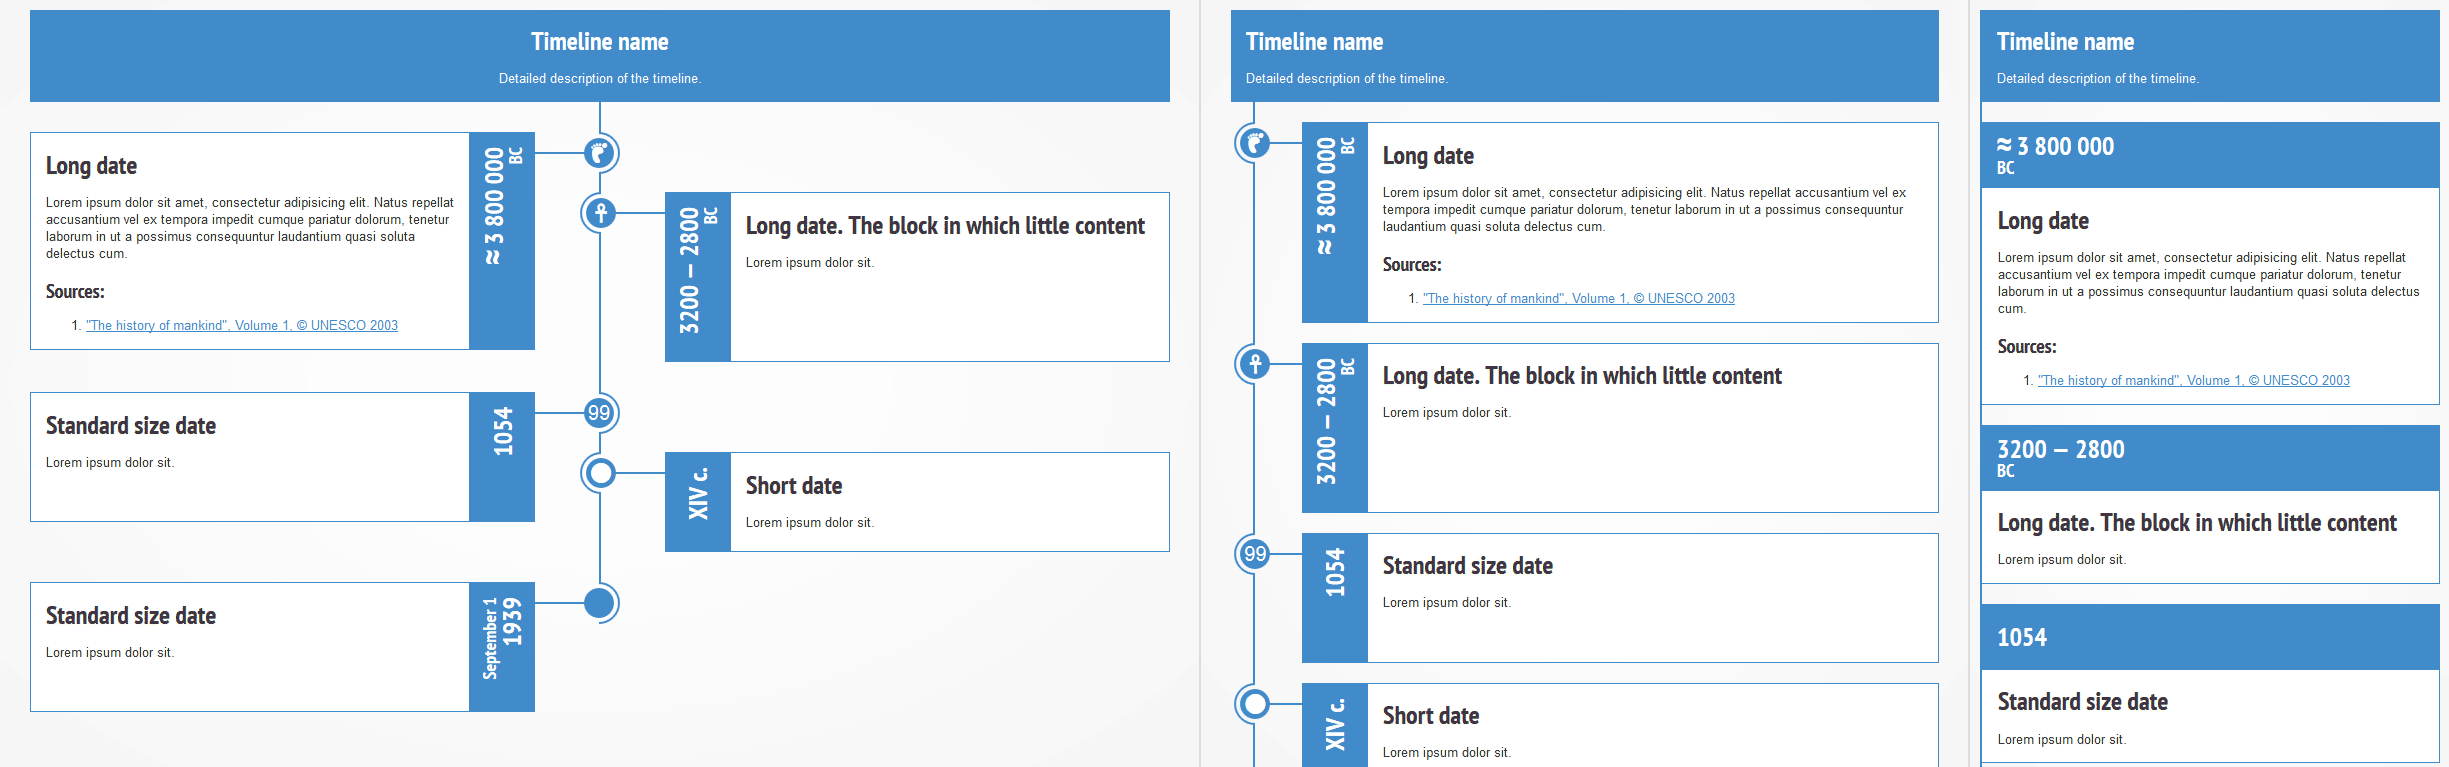 Timeline name
Detailed description of the timeline.
Long date
Lorem ipsum dolor sit amet, consectetur adipisicing elit. Natus repellat
accusantium vel ex tempora impedit cumque pariatur dolorum, tenetur
laborum in ut a possimus consequuntur laudantium quasi soluta
delectus cum.
Sources:
1. "The history of mankind", Volume 1, © UNESCO 2003
≈ 3 800 000
BC
3200 – 2800
BC
Long date. The block in which little content
Lorem ipsum dolor sit.
Standard size date
Lorem ipsum dolor sit.
1054
99
XIV c.
Short date
Lorem ipsum dolor sit.
Standard size date
Lorem ipsum dolor sit.
September 1
1939
Timeline name
Detailed description of the timeline.
≈ 3 800 000
BC
Long date
Lorem ipsum dolor sit amet, consectetur adipisicing elit. Natus repellat accusantium vel ex
tempora impedit cumque pariatur dolorum, tenetur laborum in ut a possimus consequuntur
laudantium quasi soluta delectus cum.
Sources:
1. "The history of mankind", Volume 1, © UNESCO 2003
3200 – 2800
BC
Long date. The block in which little content
Lorem ipsum dolor sit.
99
1054
Standard size date
Lorem ipsum dolor sit.
XIV c.
Short date
Lorem ipsum dolor sit.
Timeline name
Detailed description of the timeline.
≈ 3 800 000
BC
Long date
Lorem ipsum dolor sit amet, consectetur adipisicing elit. Natus repellat
accusantium vel ex tempora impedit cumque pariatur dolorum, tenetur
laborum in ut a possimus consequuntur laudantium quasi soluta delectus
cum.
Sources:
1. "The history of mankind", Volume 1, © UNESCO 2003
3200 – 2800
BC
Long date. The block in which little content
Lorem ipsum dolor sit.
1054
Standard size date
Lorem ipsum dolor sit.